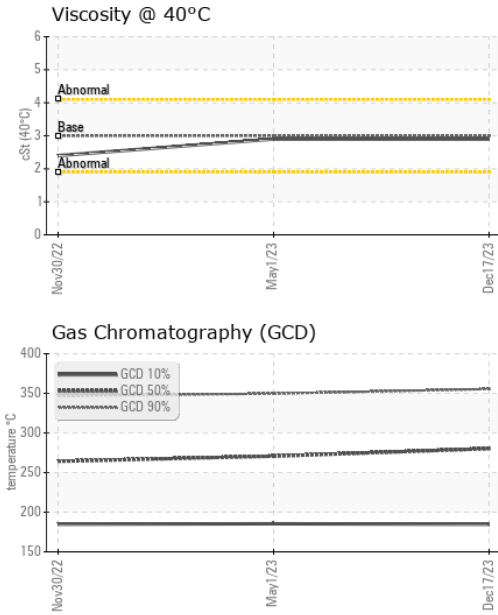 Viscosity @ 40°C
cSt (40°C)
6
5
4
3
2
1
0
Abnormal
Base
Abnormal
Nov30/22
May1/23
Dec17/23
Gas Chromatography (GCD)
temperature °C
400
350
300
250
200
150
GCD 10%
GCD 50%
GCD 90%
Nov30/22
May1/23
Dec17/23